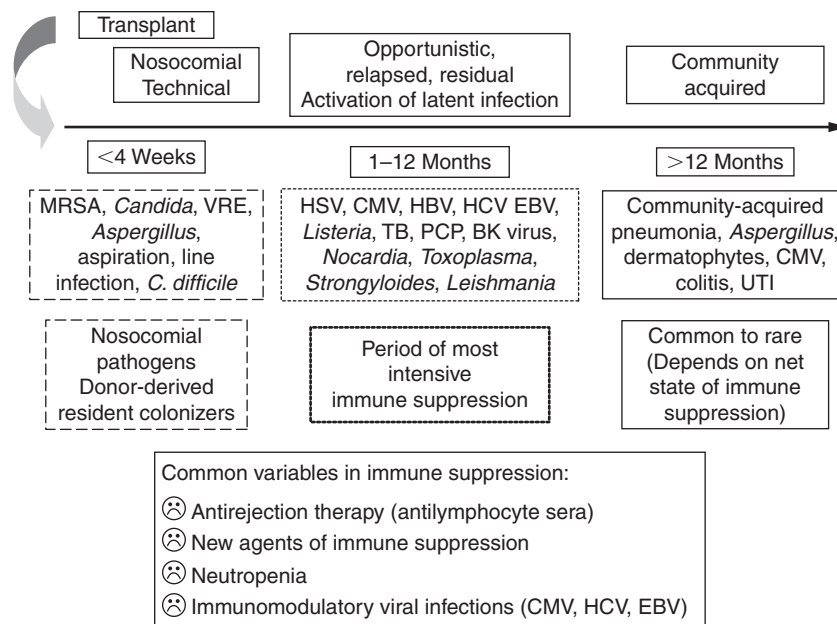 Transplant
Nosocomial
Technical
Opportunistic,
relapsed, residual
Activation of latent infection
Community
acquired
<4 Weeks
1–12 Months
>12 Months
MRSA, Candida, VRE,
Aspergillus,
aspiration, line
infection, C. difficile
HSV, CMV, HBV, HCV EBV,
Listeria, TB, PCP, BK virus,
Nocardia, Toxoplasma,
Strongyloides, Leishmania
Community-acquired
pneumonia, Aspergillus,
dermatophytes, CMV,
colitis, UTI
Nosocomial
pathogens
Donor-derived
resident colonizers
Period of most
intensive
immune suppression
Common to rare
(Depends on net
state of immune
suppression)
Common variables in immune suppression:
Antirejection therapy (antilymphocyte sera)
New agents of immune suppression
Neutropenia
Immunomodulatory viral infections (CMV, HCV, EBV)